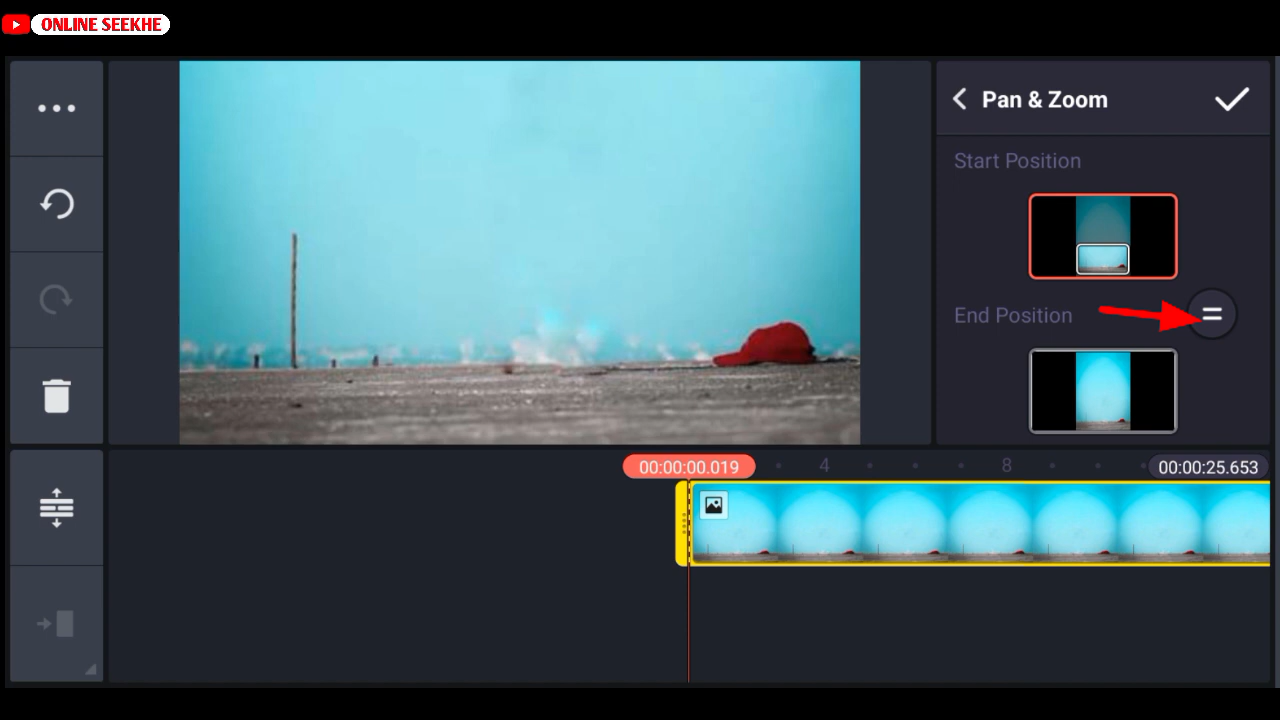 ONLINE SEEKHE
Pan & Zoom
Start Position
End Position
00:00:00.019
4
8
00:00:25.653